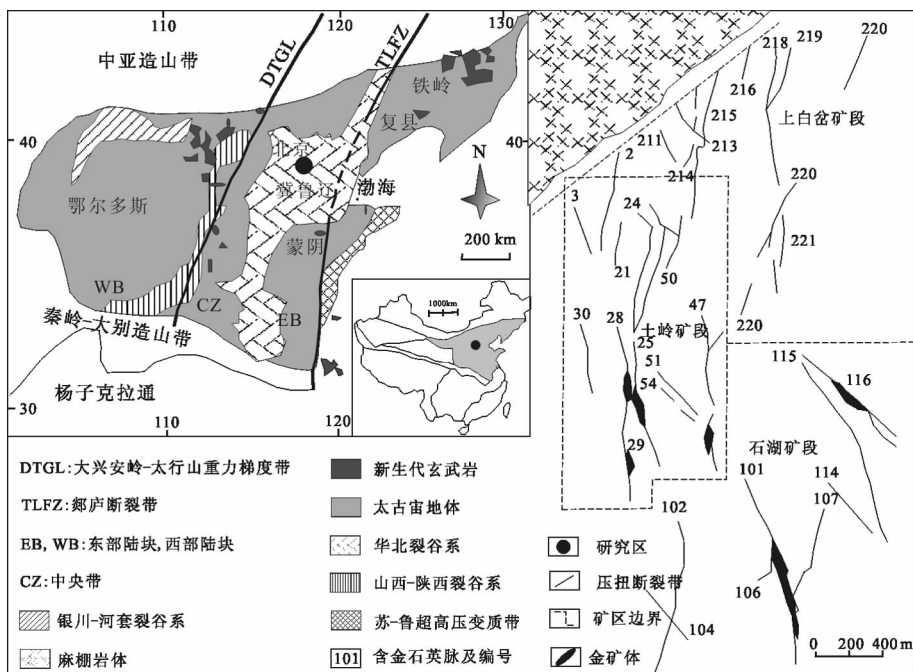 110
120
130
中亚造山带
DTGL
TLFZ
铁岭
复县
40
40
北京
冀鲁辽
渤海
N
鄂尔多斯
200 km
蒙阴
WB
CZ
EB
秦岭-大别造山带
杨子克拉通
1000km
30
110
120
218
219
220
216
215
上白岔矿段
211
2
213
214
220
3
24
221
21
50
30
28
47
220
25
土岭矿段
51
54
115
116
29
石湖矿段
101
114
107
102
106
104
0 200 400 m
DTGL:大兴安岭-太行山重力梯度带
TLFZ:郯庐断裂带
EB, WB:东部陆块,西部陆块
CZ:中央带
银川-河套裂谷系
麻棚岩体
新生代玄武岩
太古宙地体
华北裂谷系
山西-陕西裂谷系
苏-鲁超高压变质带
101 含金石英脉及编号
研究区
压扭断裂带
矿区边界
金矿体